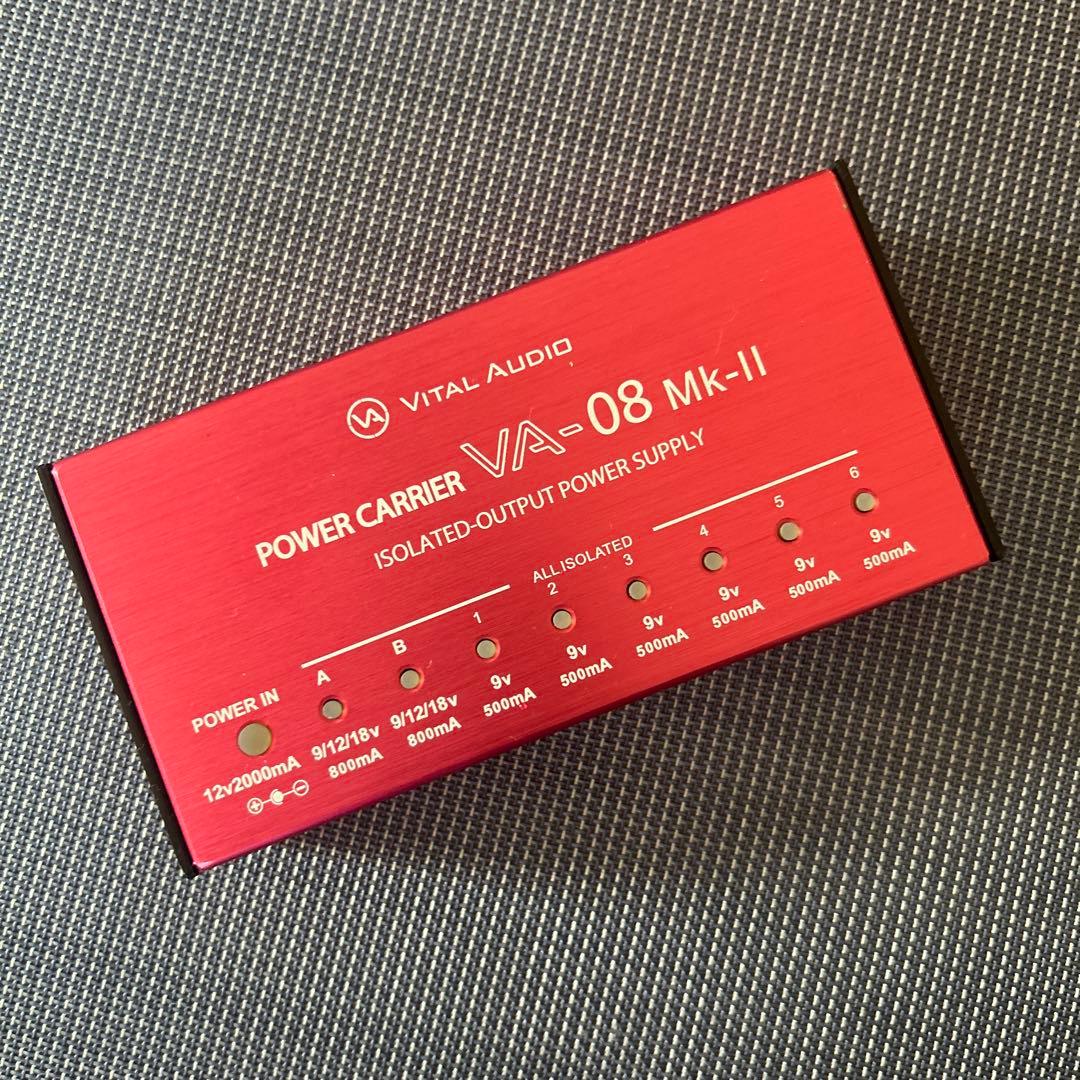 VA VITAL AUDIO
POWER CARRIER VA-08 Mk-II
ISOLATED-OUTPUT POWER SUPPLY
ALL ISOLATED
POWER IN A B 1 2 3 4 5 6
12v2000mA 9/12/18v 9/12/18v 9v 9v 9v 9v 9v 9v
800mA 800mA 500mA 500mA 500mA 500mA 500mA 500mA
+ -